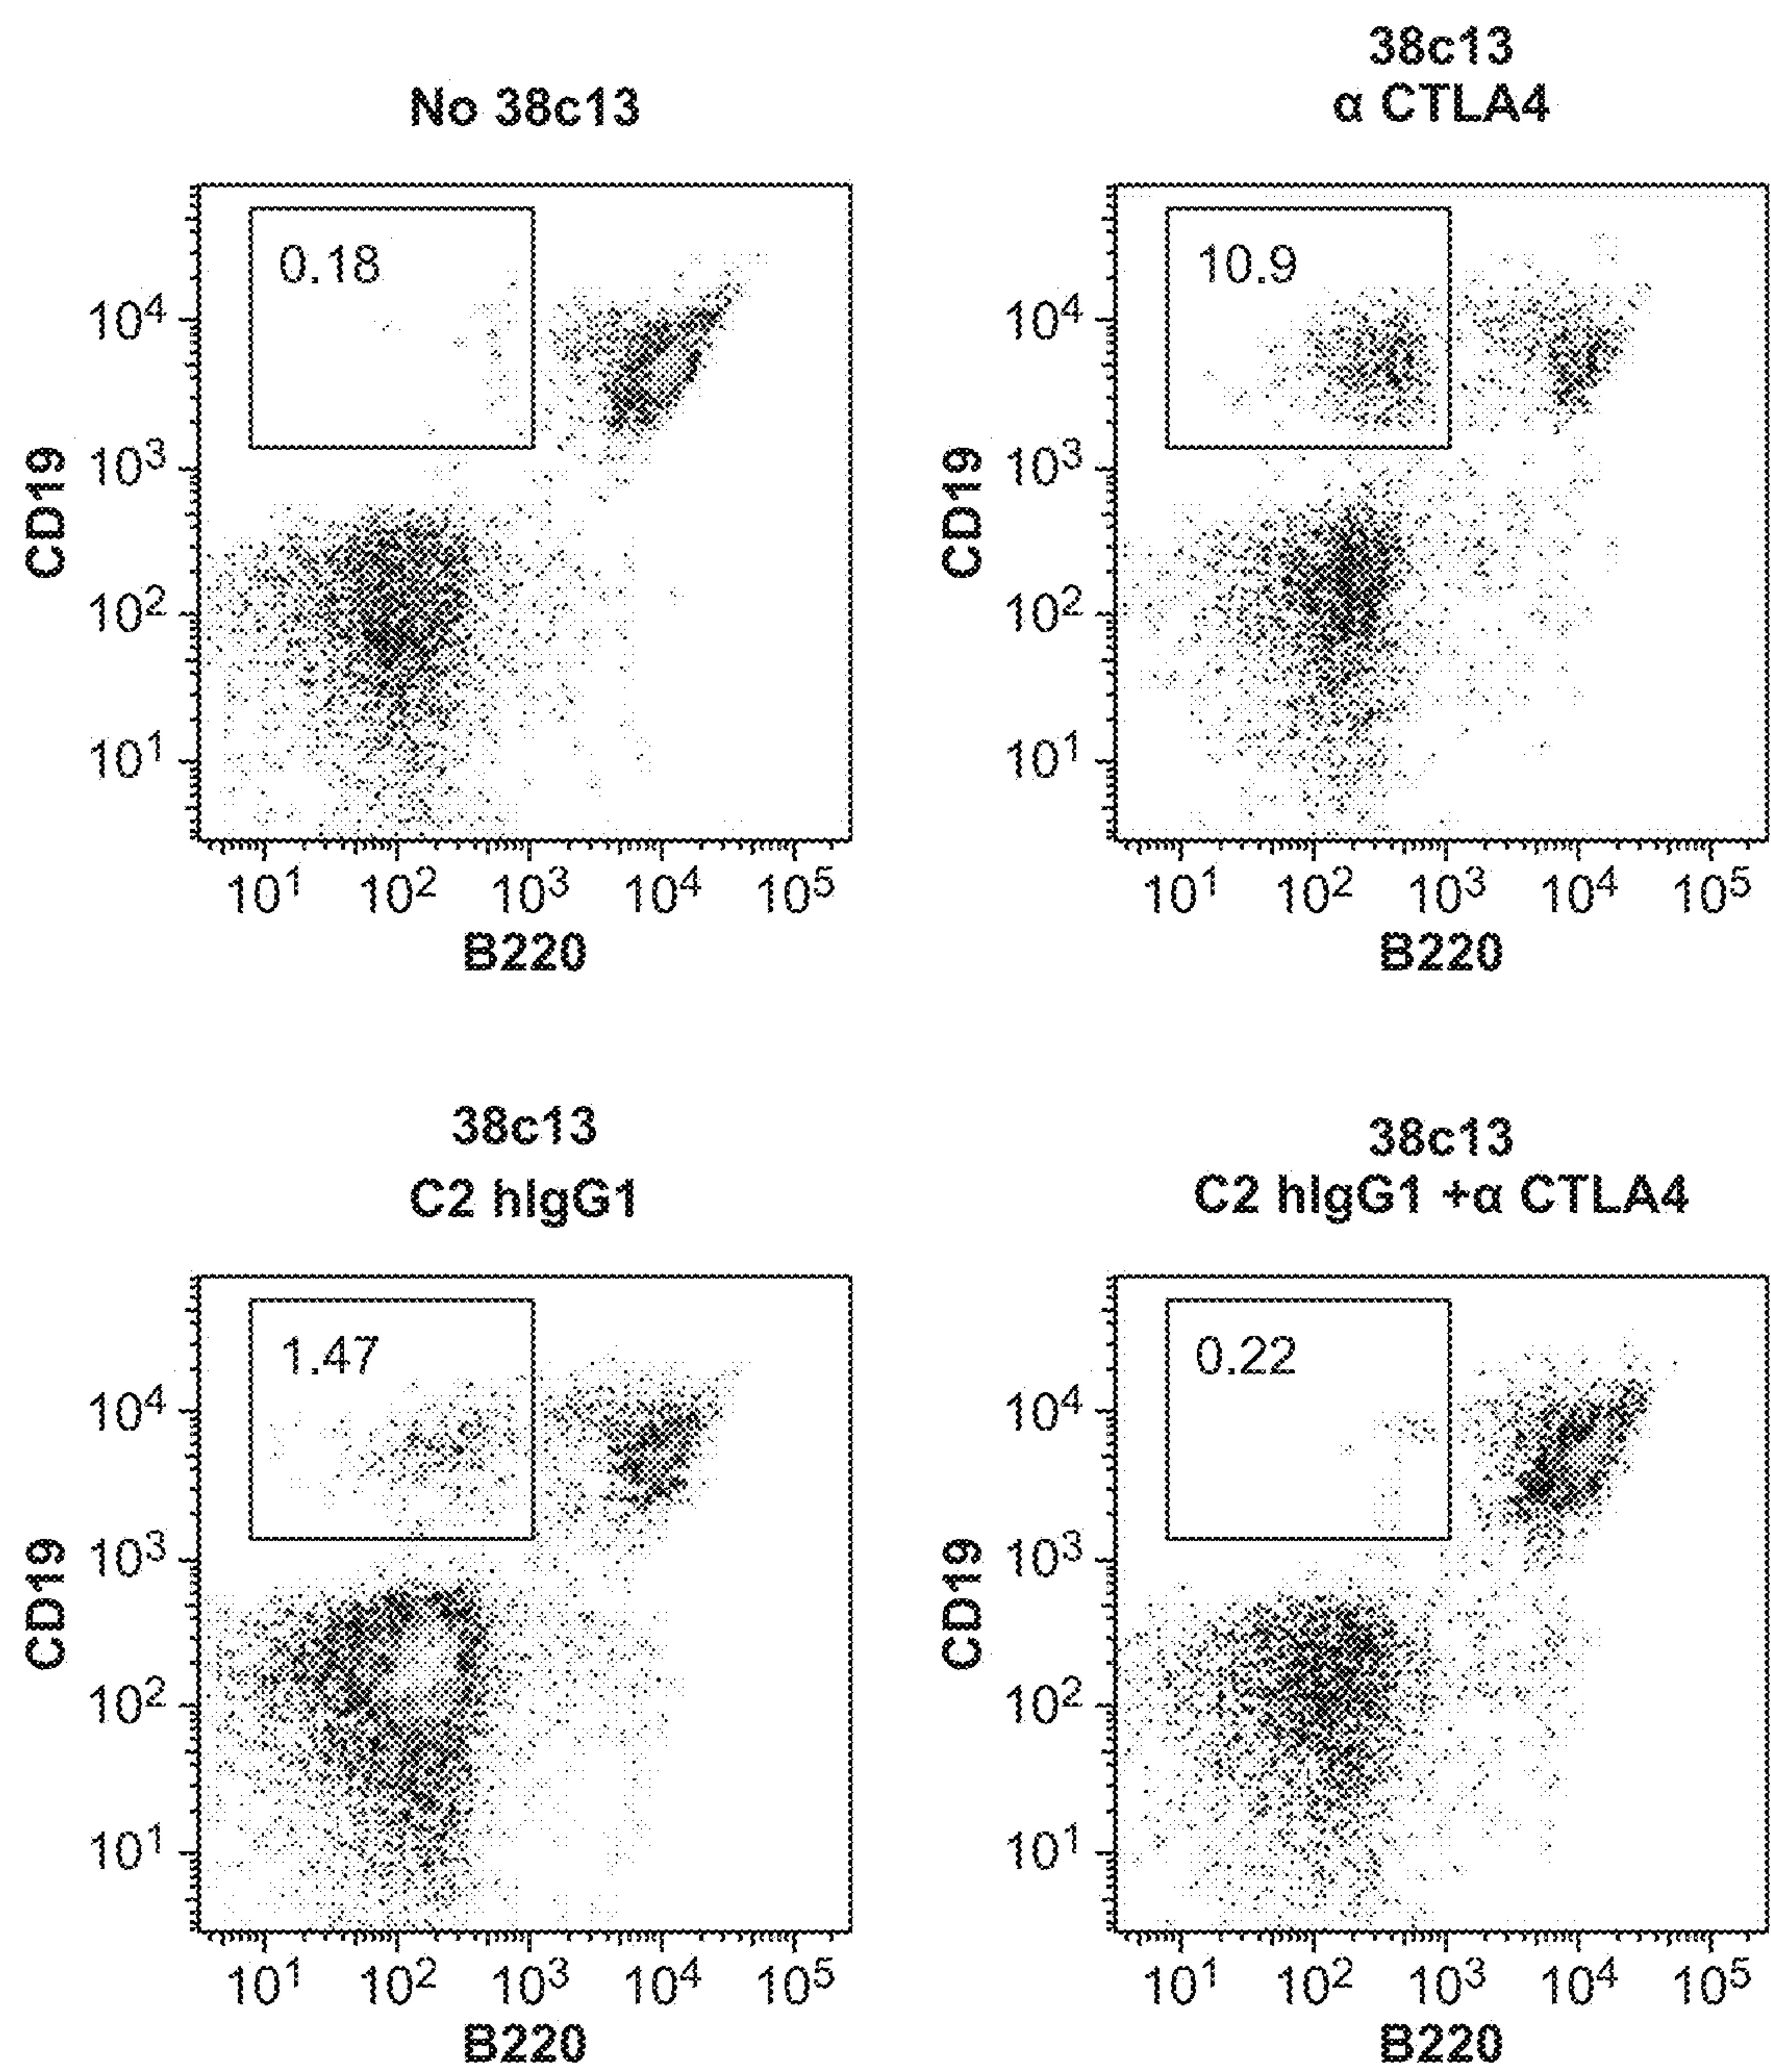 No 38c13
0.18
10⁴
10³
10²
10¹
CD19
10¹ 10² 10³ 10⁴ 10⁵
B220
38c13
α CTLA4
10.9
10⁴
10³
10²
10¹
CD19
10¹ 10² 10³ 10⁴ 10⁵
B220
38c13
C2 hIgG1
1.47
10⁴
10³
10²
10¹
CD19
10¹ 10² 10³ 10⁴ 10⁵
B220
38c13
C2 hIgG1 +α CTLA4
0.22
10⁴
10³
10²
10¹
CD19
10¹ 10² 10³ 10⁴ 10⁵
B220